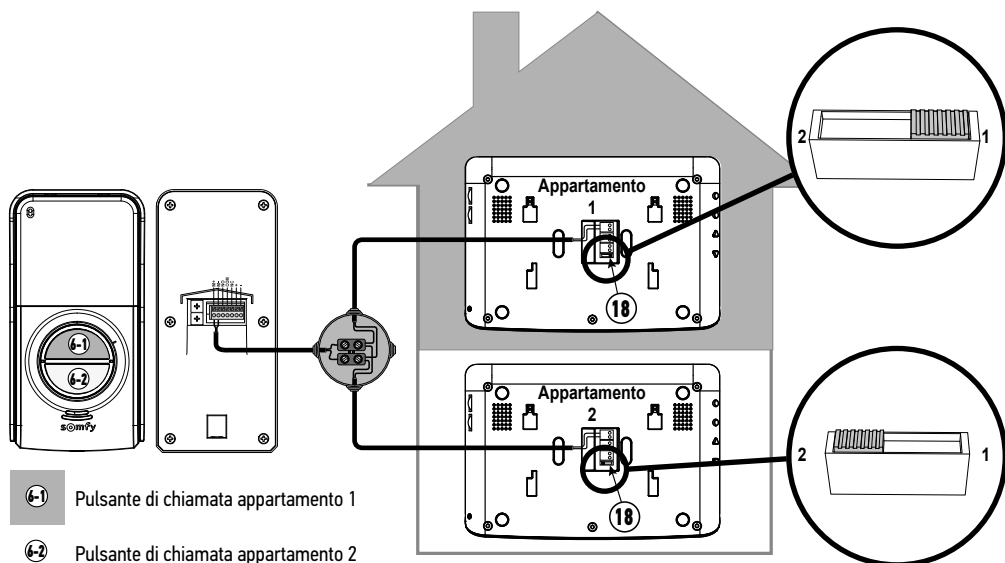 Appartamento
1
2
1
18
6-1
6-2
somfy
Appartamento
2
2
1
18
6-1 Pulsante di chiamata appartamento 1
6-2 Pulsante di chiamata appartamento 2